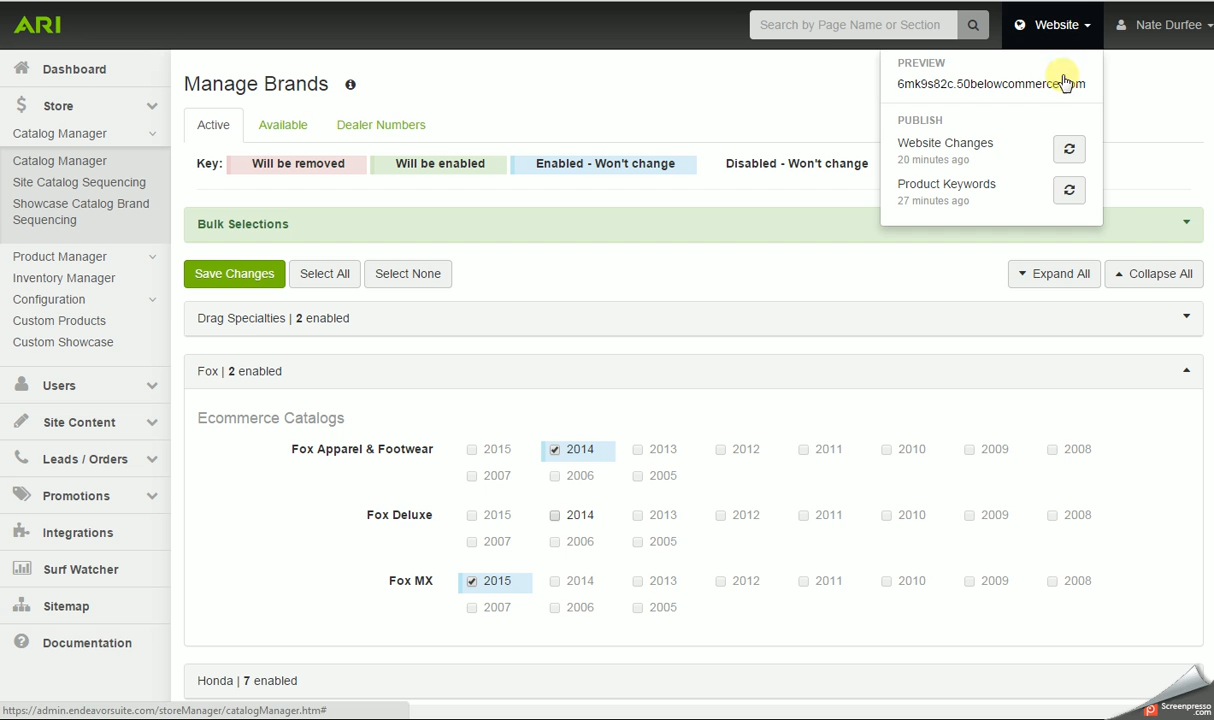 ARI
Search by Page Name or Section
Website
Nate Durfee
Dashboard
Store
Catalog Manager
Catalog Manager
Site Catalog Sequencing
Showcase Catalog Brand
Sequencing
Product Manager
Inventory Manager
Configuration
Custom Products
Custom Showcase
Users
Site Content
Leads / Orders
Promotions
Integrations
Surf Watcher
Sitemap
Documentation
Manage Brands
Active
Available
Dealer Numbers
Key:
Will be removed
Will be enabled
Enabled - Won't change
Disabled - Won't change
PREVIEW
PUBLISH
Website Changes
20 minutes ago
Product Keywords
27 minutes ago
Bulk Selections
Save Changes
Select All
Select None
Expand All
Collapse All
Drag Specialties | 2 enabled
Fox | 2 enabled
Ecommerce Catalogs
Fox Apparel & Footwear 2015 2014 2013 2012 2011 2010 2009 2008
2007 2006 2005
Fox Deluxe 2015 2014 2013 2012 2011 2010 2009 2008
2007 2006 2005
Fox MX 2015 2014 2013 2012 2011 2010 2009 2008
2007 2006 2005
Honda | 7 enabled
https://admin.endeavorsuite.com/storeManager/catalogManager.htm#
Screenpresso
.com